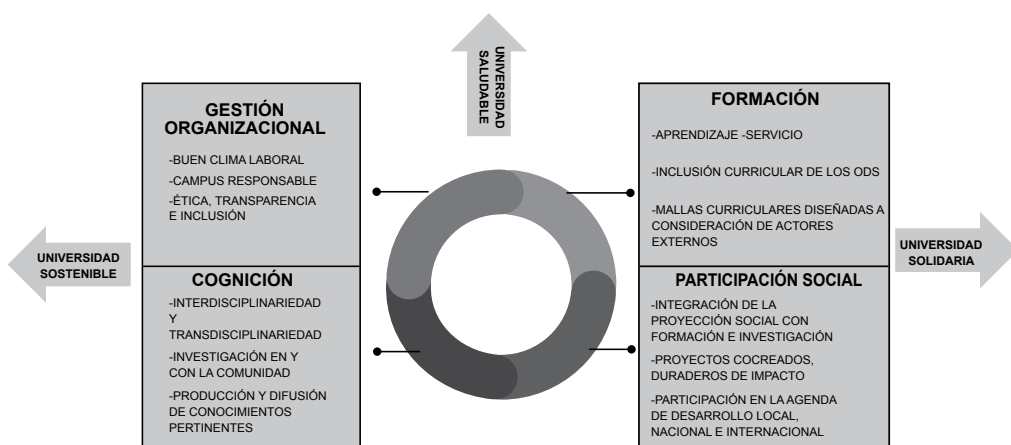 UNIVERSIDAD
SALUDABLE
GESTIÓN
ORGANIZACIONAL
-BUEN CLIMA LABORAL
-CAMPUS RESPONSABLE
-ÉTICA, TRANSPARENCIA
E INCLUSIÓN
FORMACIÓN
-APRENDIZAJE -SERVICIO
-INCLUSIÓN CURRICULAR DE LOS ODS
-MALLAS CURRICULARES DISEÑADAS A
CONSIDERACIÓN DE ACTORES
EXTERNOS
UNIVERSIDAD
SOSTENIBLE
UNIVERSIDAD
SOLIDARIA
COGNICIÓN
-INTERDISCIPLINARIEDAD
Y
TRANSDISCIPLINARIEDAD
-INVESTIGACIÓN EN Y
CON LA COMUNIDAD
-PRODUCCIÓN Y DIFUSIÓN
DE CONOCIMIENTOS
PERTINENTES
PARTICIPACIÓN SOCIAL
-INTEGRACIÓN DE LA
PROYECCIÓN SOCIAL CON
FORMACIÓN E INVESTIGACIÓN
-PROYECTOS COCREADOS,
DURADEROS DE IMPACTO
-PARTICIPACIÓN EN LA AGENDA
DE DESARROLLO LOCAL,
NACIONAL E INTERNACIONAL